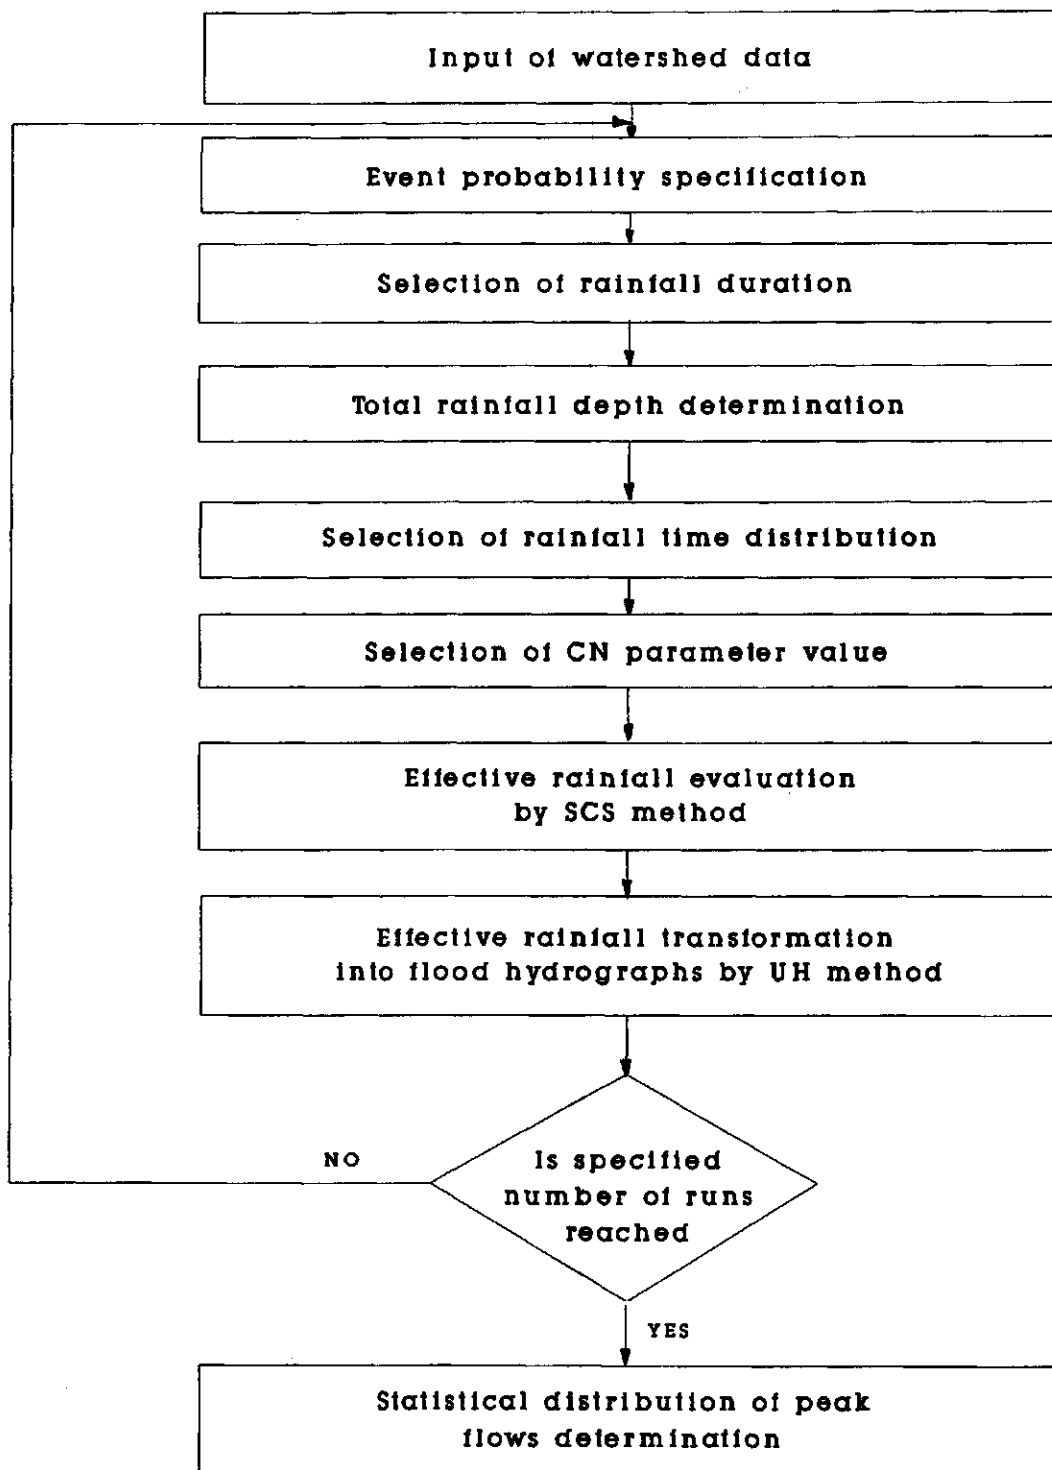 Input of watershed data
Event probability specification
Selection of rainfall duration
Total rainfall depth determination
Selection of rainfall time distribution
Selection of CN parameter value
Effective rainfall evaluation
by SCS method
Effective rainfall transformation
into flood hydrographs by UH method
NO
Is specified
number of runs
reached
YES
Statistical distribution of peak
flows determination